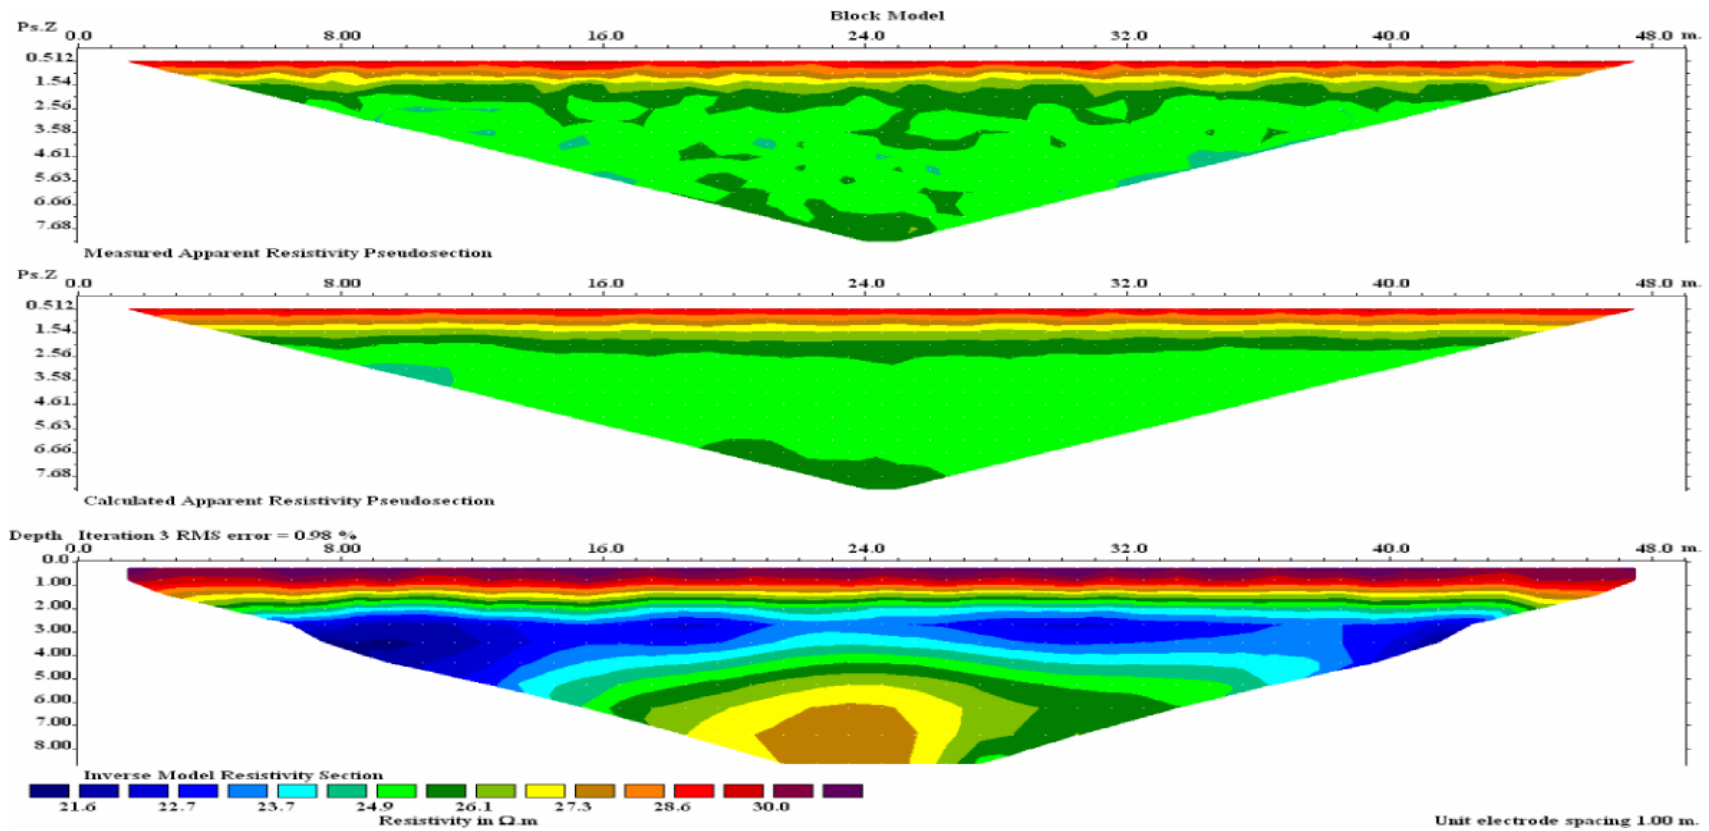 Block Model
Ps.Z 0.0 8.00 16.0 24.0 32.0 40.0 48.0 m.
0.512
1.54
2.56
3.58
4.61
5.63
6.66
7.68
Measured Apparent Resistivity Pseudosection
Ps.Z 0.0 8.00 16.0 24.0 32.0 40.0 48.0 m.
0.512
1.54
2.56
3.58
4.61
5.63
6.66
7.68
Calculated Apparent Resistivity Pseudosection
Depth Iteration 3 RMS error = 0.98 %
0.0 8.00 16.0 24.0 32.0 40.0 48.0 m.
0.0
1.00
2.00
3.00
4.00
5.00
6.00
7.00
8.00
Inverse Model Resistivity Section
21.6 22.7 23.7 24.9 26.1 27.3 28.6 30.0
Resistivity in Ω.m Unit electrode spacing 1.00 m.